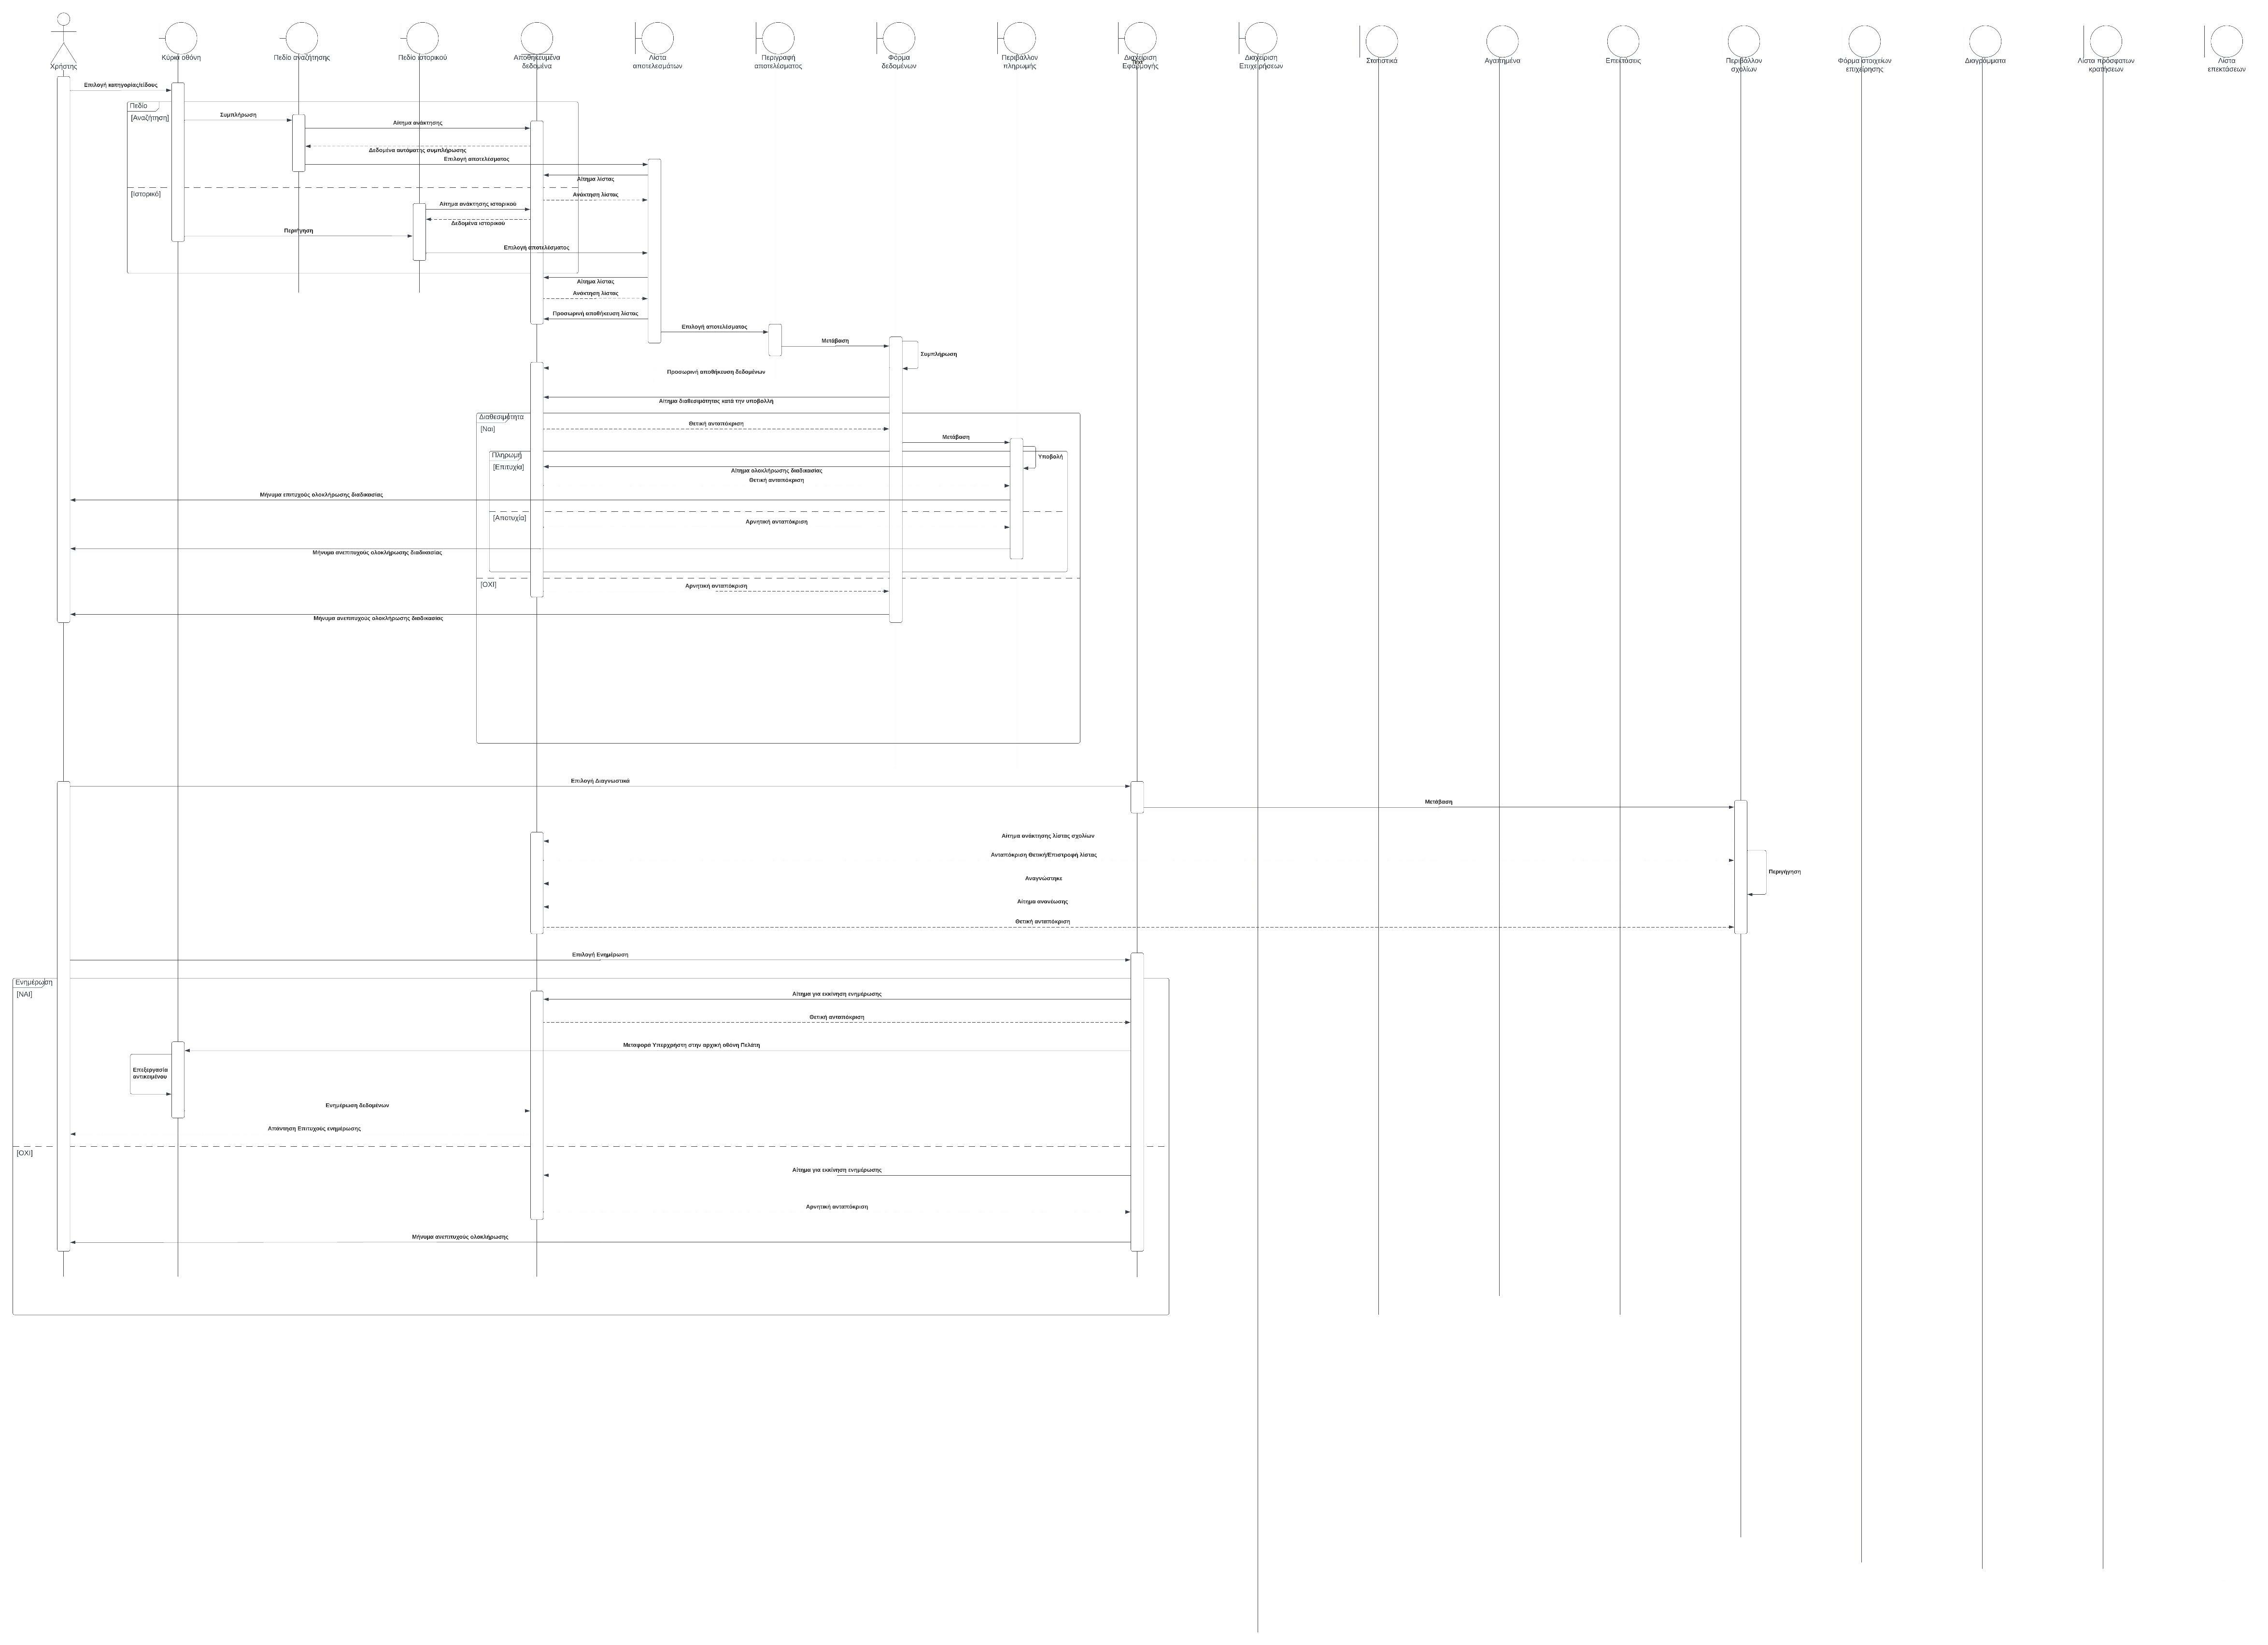 Χρήστης
Κύρια οθόνη
Πεδίο αναζήτησης
Πεδίο ιστορικού
Αποθηκευμένα
δεδομένα
Λίστα
αποτελεσμάτων
Περιγραφή
αποτελέσματος
Φόρμα
δεδομένων
Περιβάλλον
πληρωμής
Διαχείριση
Εφαρμογής
Διαχείριση
Επιχειρήσεων
Στατιστικά
Αγαπημένα
Επεκτάσεις
Περιβάλλον
σχολίων
Φόρμα στοιχείων
επιχείρησης
Διαγράμματα
Λίστα πρόσφατων
κρατήσεων
Λίστα
επεκτάσεων
Επιλογή κατηγορίας/είδους
Πεδίο
[Αναζήτηση]
Συμπλήρωση
Αίτημα ανάκτησης
Δεδομένα αυτόματης συμπλήρωσης
Επιλογή αποτελέσματος
Αίτημα λίστας
[Ιστορικό]
Ανάκτηση λίστας
Αίτημα ανάκτησης ιστορικού
Δεδομένα ιστορικού
Περιήγηση
Επιλογή αποτελέσματος
Αίτημα λίστας
Ανάκτηση λίστας
Προσωρινή αποθήκευση λίστας
Επιλογή αποτελέσματος
Μετάβαση
Συμπλήρωση
Προσωρινή αποθήκευση δεδομένων
Αίτημα διαθεσιμότητας κατά την υποβολλή
Διαθεσιμότητα
[Ναι]
Θετική ανταπόκριση
Μετάβαση
Πληρωμή
Υποβολή
[Επιτυχία]
Αίτημα ολοκλήρωσης διαδικασίας
Θετική ανταπόκριση
Μήνυμα επιτυχούς ολοκλήρωσης διαδικασίας
[Αποτυχία]
Αρνητική ανταπόκριση
Μήνυμα ανεπιτυχούς ολοκλήρωσης διαδικασίας
[ΟΧΙ]
Αρνητική ανταπόκριση
Μήνυμα ανεπιτυχούς ολοκλήρωσης διαδικασίας
Επιλογή Διαγνωστικά
Μετάβαση
Αίτημα ανάκτησης λίστας σχολίων
Ανταπόκριση Θετική/Επιστροφή λίστας
Περιήγηση
Αναγνώστηκε
Αίτημα ανανέωσης
Θετική ανταπόκριση
Επιλογή Ενημέρωση
Ενημέρωση
[ΝΑΙ]
Αίτημα για εκκίνηση ενημέρωσης
Θετική ανταπόκριση
Μεταφορά Υπερχρήστη στην αρχική οθόνη Πελάτη
Επεξεργασία
αντικειμένου
Ενημέρωση δεδομένων
Απάντηση Επιτυχούς ενημέρωσης
[ΟΧΙ]
Αίτημα για εκκίνηση ενημέρωσης
Αρνητική ανταπόκριση
Μήνυμα ανεπιτυχούς ολοκλήρωσης